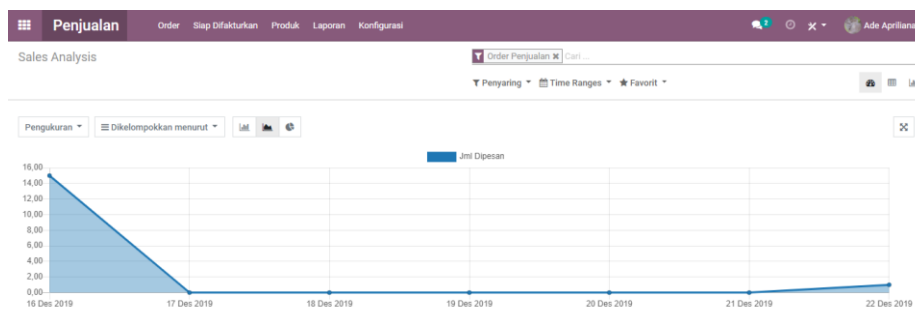 Penjualan Order Siap Difakturkan Produk Laporan Konfigurasi 2 Ade Apriliana
Sales Analysis Order Penjualan Cari...
Penyaring Time Ranges Favorit
Pengukuran Dikelompokkan menurut
Jml Dipesan
16,00
14,00
12,00
10,00
8,00
6,00
4,00
2,00
0,00
16 Des 2019 17 Des 2019 18 Des 2019 19 Des 2019 20 Des 2019 21 Des 2019 22 Des 2019